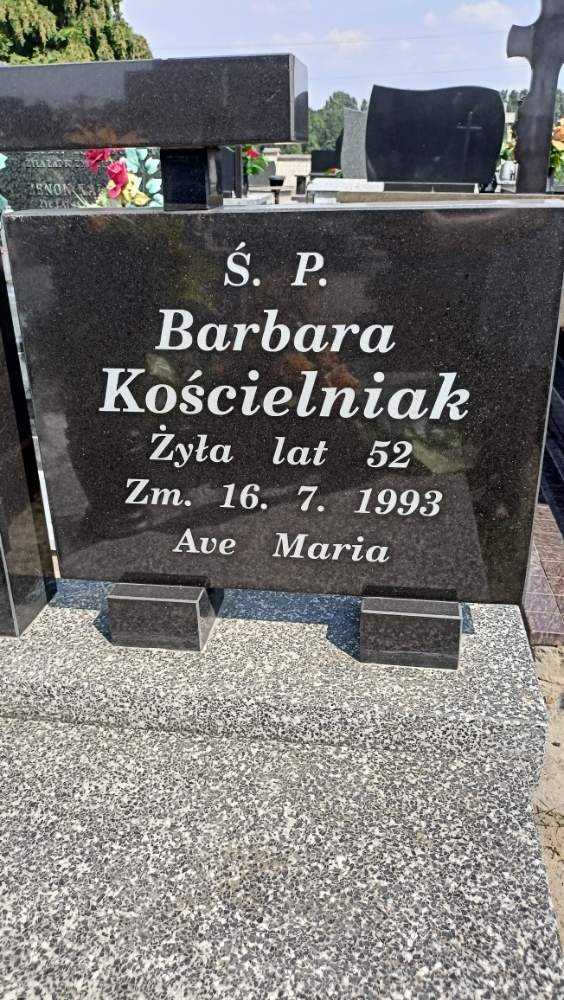 Ś. P.
Barbara
Kościelniak
Żyła lat 52
Zm. 16. 7. 1993
Ave Maria